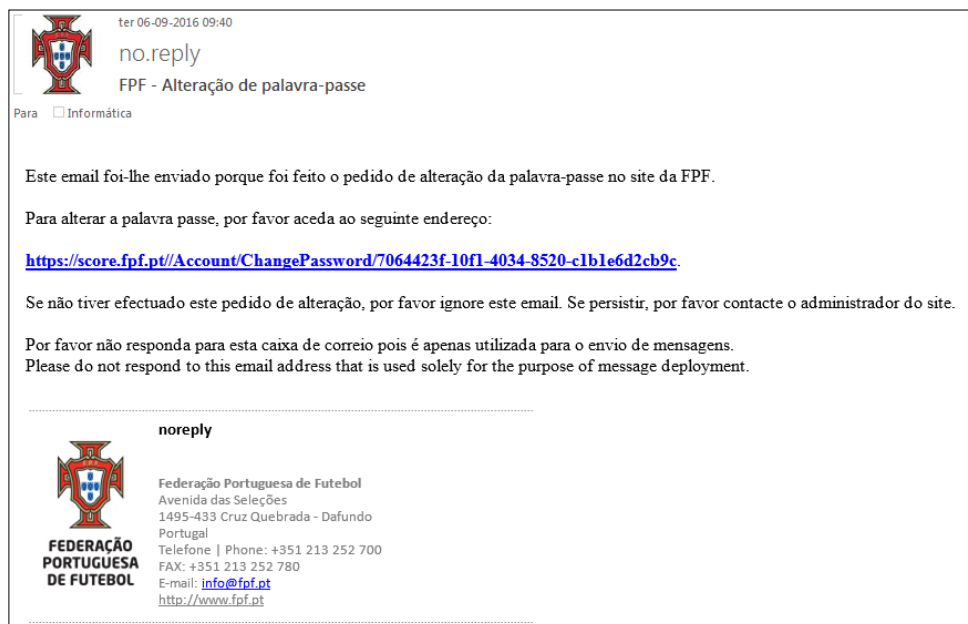 ter 06-09-2016 09:40
no.reply
FPF - Alteração de palavra-passe
Para Informática
Este email foi-lhe enviado porque foi feito o pedido de alteração da palavra-passe no site da FPF.
Para alterar a palavra passe, por favor aceda ao seguinte endereço:
https://score.fpf.pt//Account/ChangePassword/7064423f-10f1-4034-8520-c1b1e6d2cb9c.
Se não tiver efectuado este pedido de alteração, por favor ignore este email. Se persistir, por favor contacte o administrador do site.
Por favor não responda para esta caixa de correio pois é apenas utilizada para o envio de mensagens.
Please do not respond to this email address that is used solely for the purpose of message deployment.
noreply
Federação Portuguesa de Futebol
Avenida das Seleções
1495-433 Cruz Quebrada - Dafundo
Portugal
Telefone | Phone: +351 213 252 700
FAX: +351 213 252 780
E-mail: info@fpf.pt
http://www.fpf.pt
FPF
FEDERAÇÃO
PORTUGUESA
DE FUTEBOL